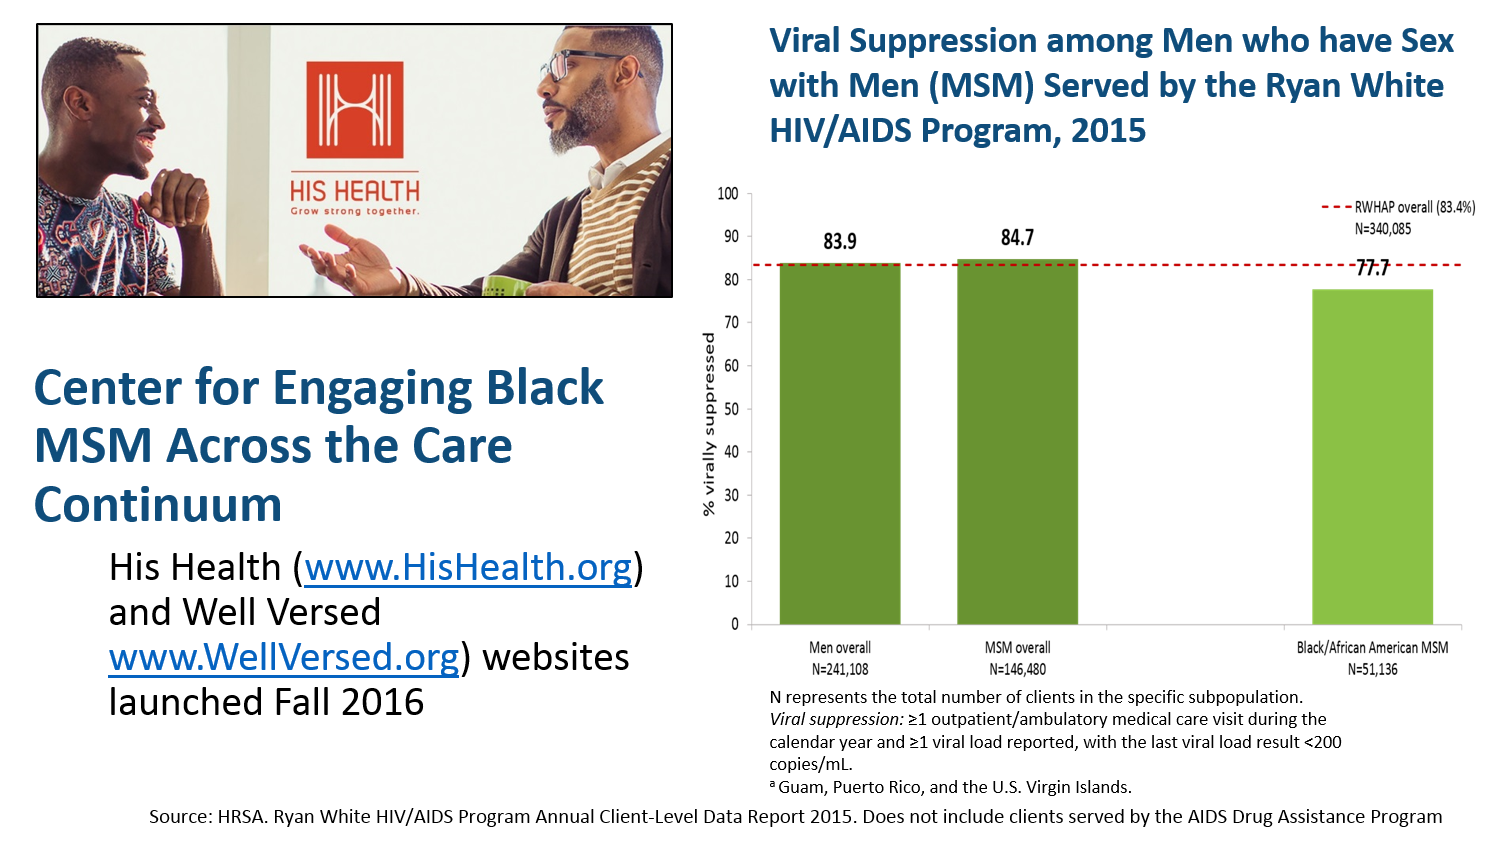 HIS HEALTH
Grow strong together.
Center for Engaging Black
MSM Across the Care
Continuum
His Health (www.HisHealth.org)
and Well Versed
www.WellVersed.org) websites
launched Fall 2016
Viral Suppression among Men who have Sex
with Men (MSM) Served by the Ryan White
HIV/AIDS Program, 2015
% virally suppressed
100
90
80
70
60
50
40
30
20
10
0
83.9
84.7
77.7
RWHAP overall (83.4%)
N=340,085
Men overall
N=241,108
MSM overall
N=146,480
Black/African American MSM
N=51,136
N represents the total number of clients in the specific subpopulation.
Viral suppression: ≥1 outpatient/ambulatory medical care visit during the
calendar year and ≥1 viral load reported, with the last viral load result <200
copies/mL.
ᵃ Guam, Puerto Rico, and the U.S. Virgin Islands.
Source: HRSA. Ryan White HIV/AIDS Program Annual Client-Level Data Report 2015. Does not include clients served by the AIDS Drug Assistance Program